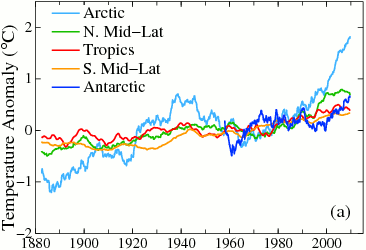 Temperature Anomaly (°C)
2
1
0
-1
-2
Arctic
N. Mid-Lat
Tropics
S. Mid-Lat
Antarctic
(a)
1880 1900 1920 1940 1960 1980 2000